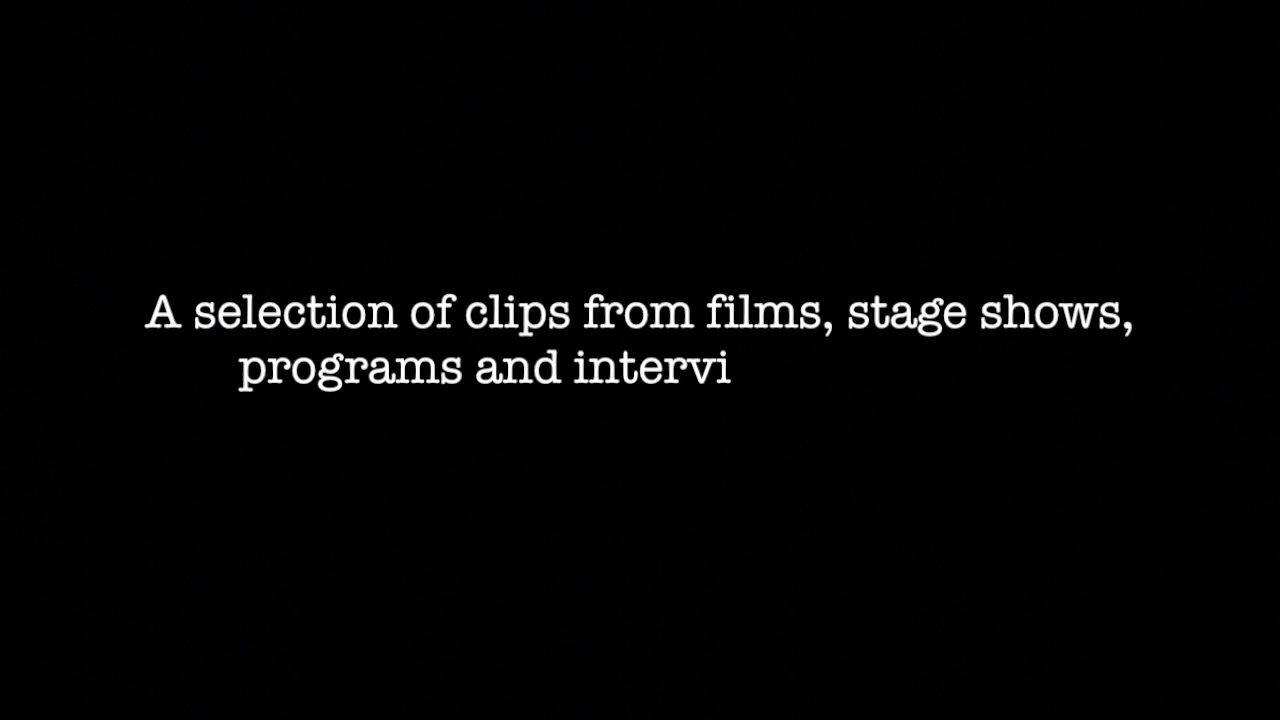 A selection of clips from films, stage shows,
programs and intervi